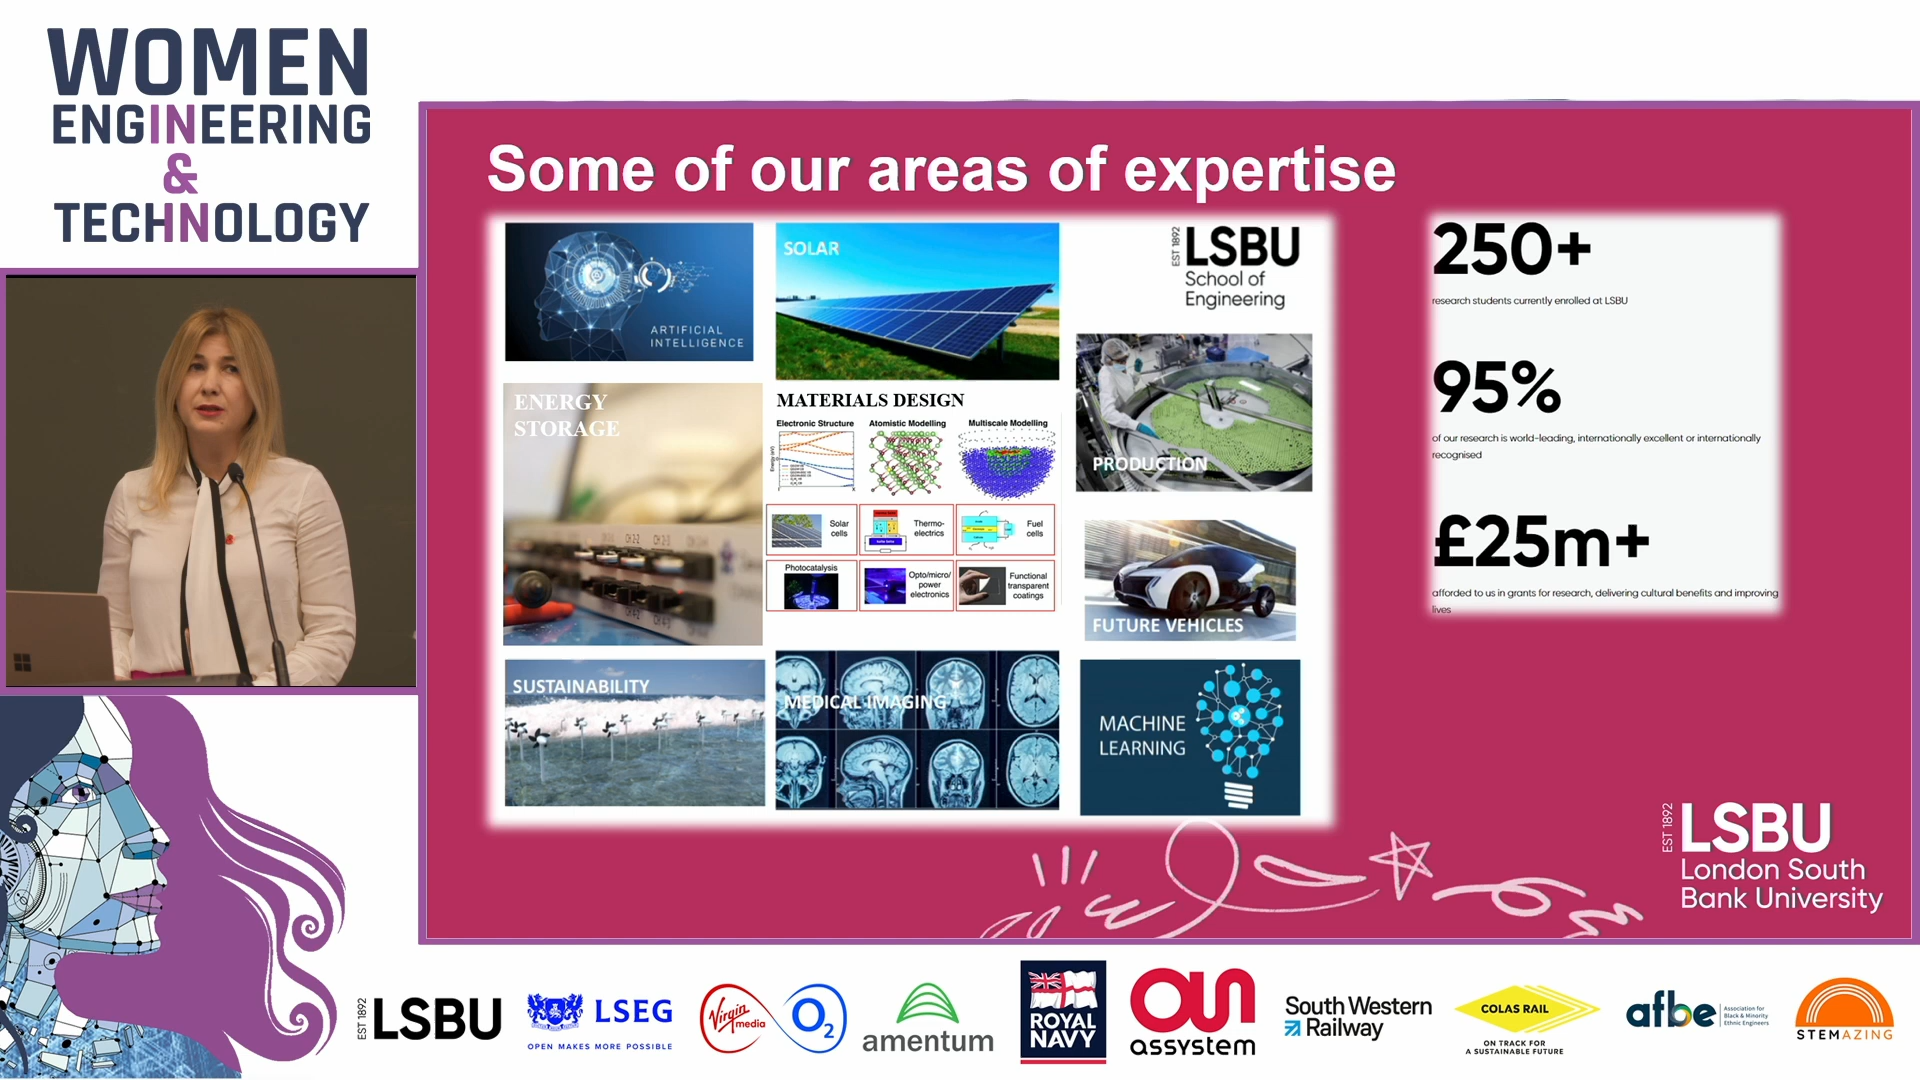 WOMEN
ENGINEERING
&
TECHNOLOGY
Some of our areas of expertise
ARTIFICIAL
INTELLIGENCE
SOLAR
EST 1892
LSBU
School of
Engineering
ENERGY
STORAGE
MATERIALS DESIGN
Electronic Structure
Atomistic Modelling
Multiscale Modelling
Solar
cells
Thermo-
electrics
Fuel
cells
Photocatalysis
Opto/micro/
power
electronics
Functional
transparent
coatings
PRODUCTION
FUTURE VEHICLES
SUSTAINABILITY
MEDICAL IMAGING
MACHINE
LEARNING
250+
research students currently enrolled at LSBU
95%
of our research is world-leading, internationally excellent or internationally
recognised
£25m+
afforded to us in grants for research, delivering cultural benefits and improving
lives
EST 1892
LSBU
London South
Bank University
EST 1892
LSBU
LSEG
OPEN MAKES MORE POSSIBLE
Virgin
media
O2
amentum
ROYAL
NAVY
assystem
South Western
Railway
COLAS RAIL
ON TRACK FOR
A SUSTAINABLE FUTURE
afbe
Association for
Black & Minority
Ethnic Engineers
STEMAZING